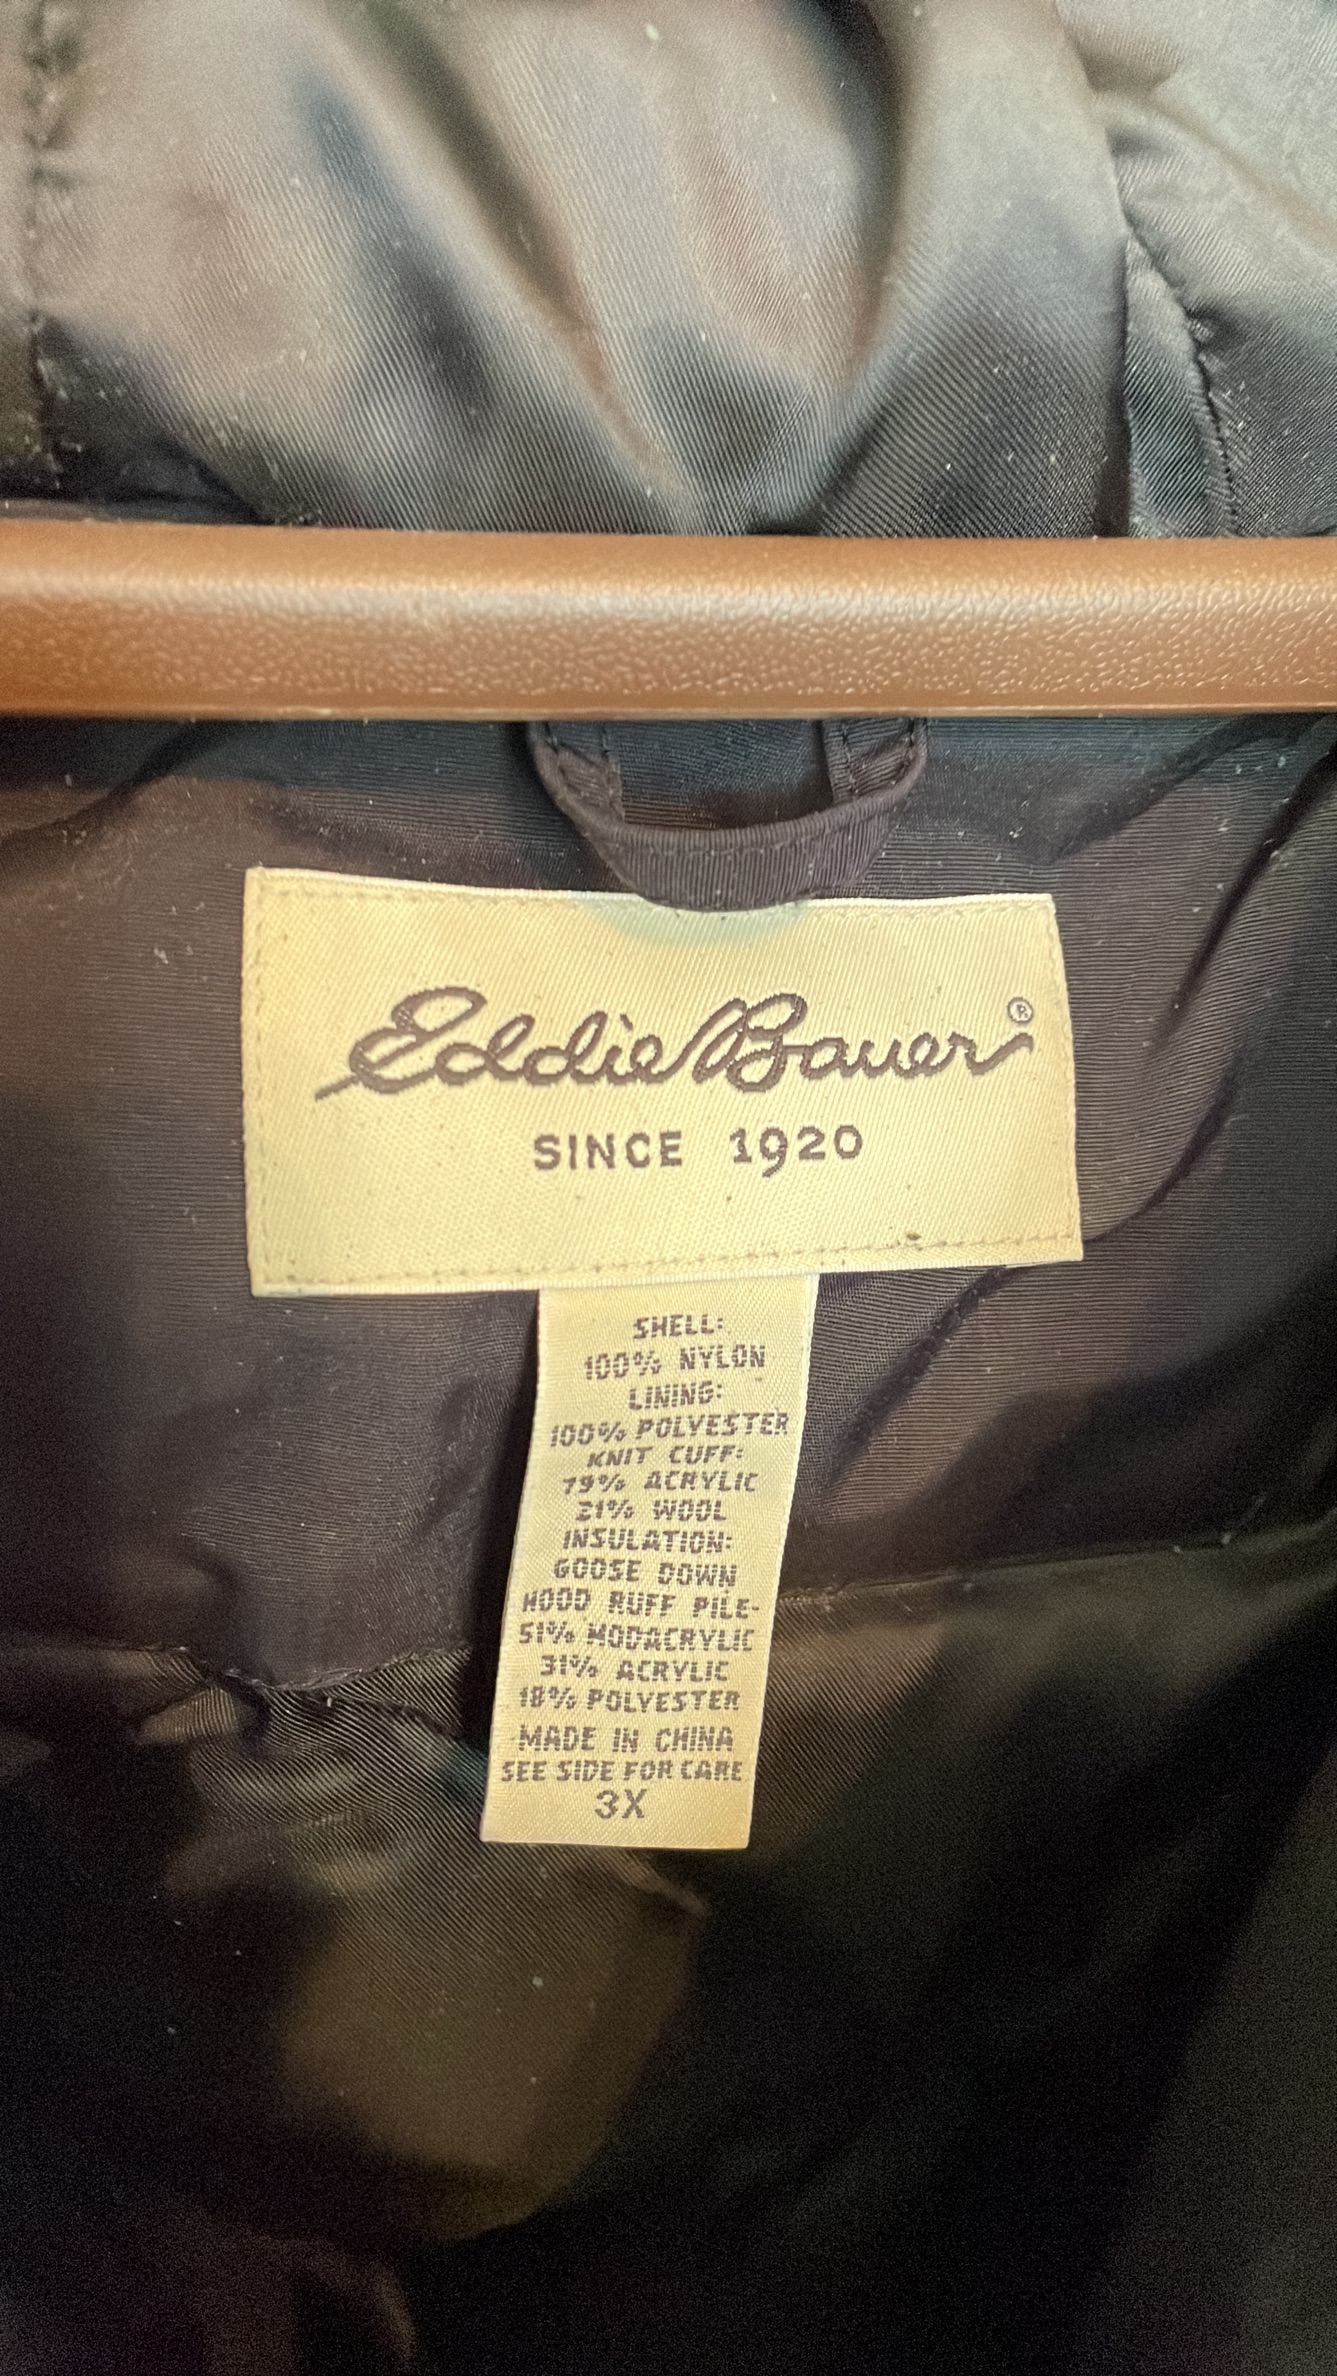 Eddie Bauer ®
SINCE 1920
SHELL:
100% NYLON
LINING:
100% POLYESTER
KNIT CUFF:
79% ACRYLIC
21% WOOL
INSULATION:
GOOSE DOWN
HOOD RUFF PILE-
51% MODACRYLIC
31% ACRYLIC
18% POLYESTER
MADE IN CHINA
SEE SIDE FOR CARE
3X